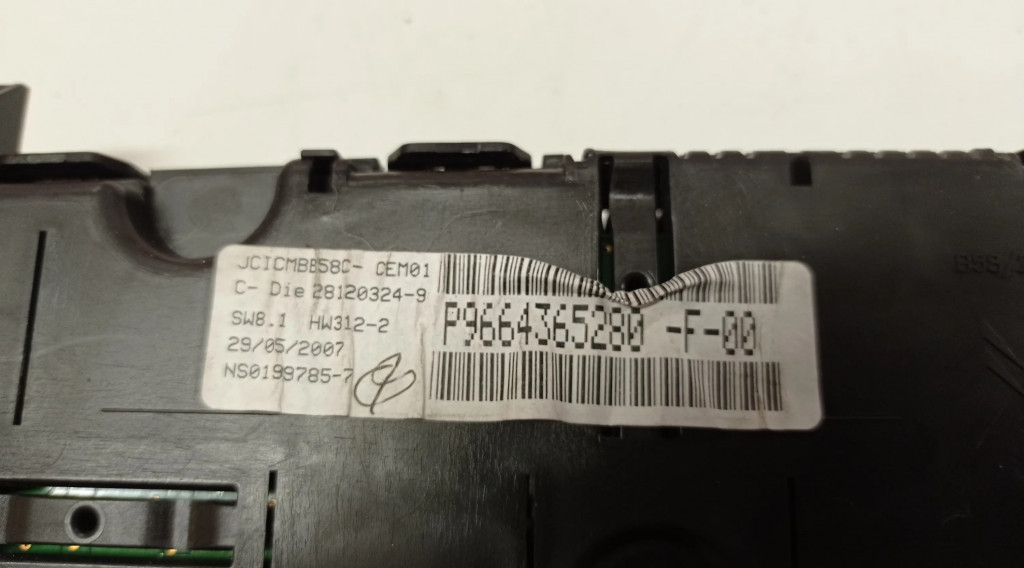 JCICMBB58C- CEM01
C- Die 28120324-9
SW8.1 HW312-2
29/05/2007
NS0199785-7
P9664365280 -F-00